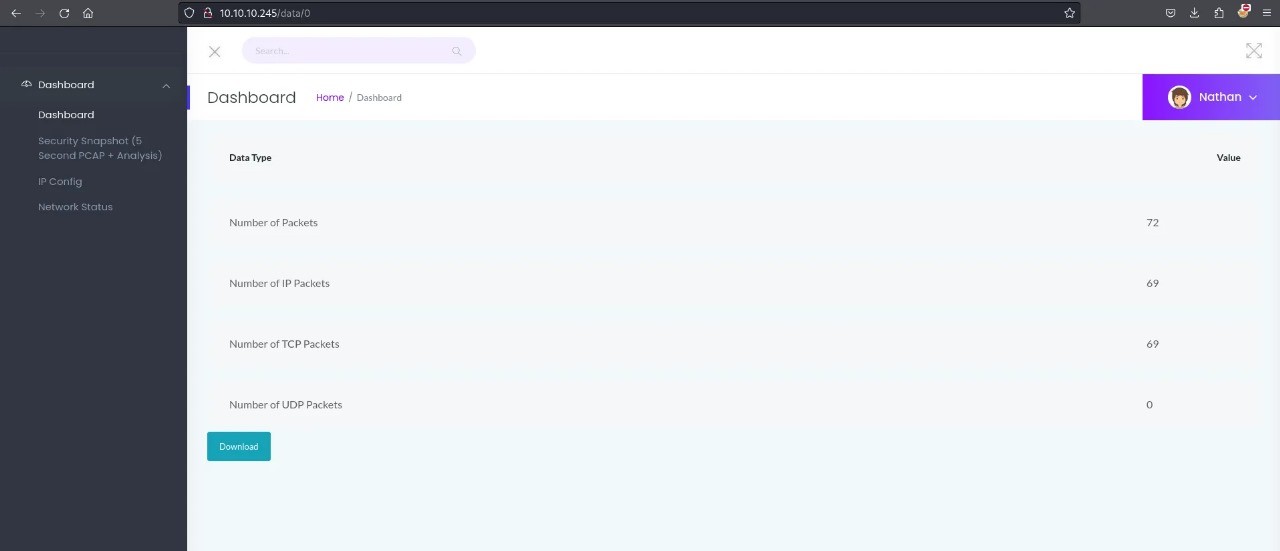 10.10.10.245/data/0
Search...
Dashboard
Dashboard
Security Snapshot (5
Second PCAP + Analysis)
IP Config
Network Status
Dashboard
Home / Dashboard
Nathan
Data Type Value
Number of Packets 72
Number of IP Packets 69
Number of TCP Packets 69
Number of UDP Packets 0
Download